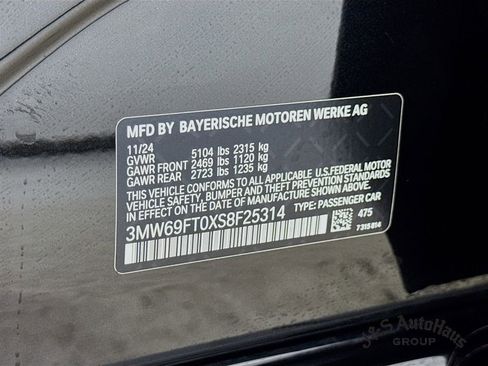 MFD BY BAYERISCHE MOTOREN WERKE AG
11/24
GVWR 5104 lbs 2315 kg
GAWR FRONT 2469 lbs 1120 kg
GAWR REAR 2723 lbs 1235 kg
THIS VEHICLE CONFORMS TO ALL APPLICABLE U.S. FEDERAL MOTOR
VEHICLE SAFETY, BUMPER AND THEFT PREVENTION STANDARDS
IN EFFECT ON THE DATE OF MANUFACTURE SHOWN ABOVE.
3MW69FT0XS8F25314 TYPE: PASSENGER CAR
475
7315814
J&S AUTOHAUS
GROUP